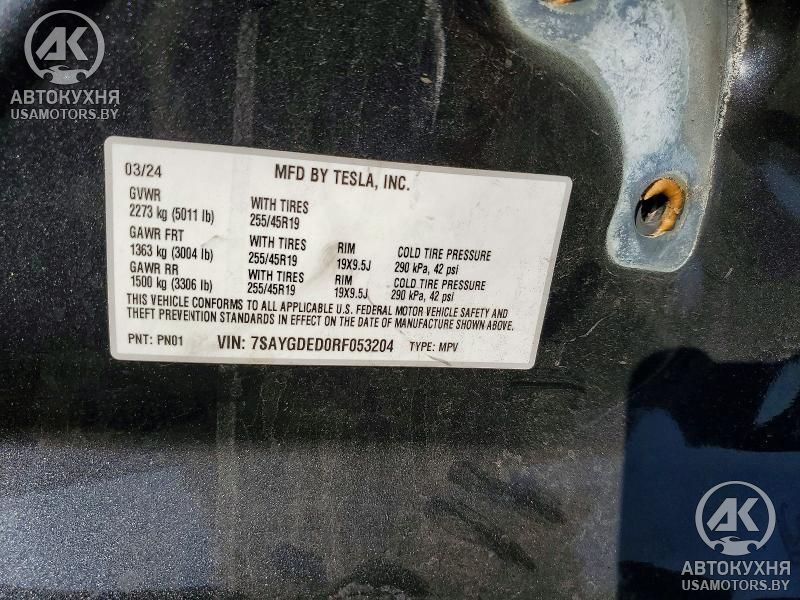 АК
АВТОКУХНЯ
USAMOTORS.BY
03/24 MFD BY TESLA, INC.
GVWR
2273 kg (5011 lb) WITH TIRES 255/45R19
GAWR FRT
1363 kg (3004 lb) WITH TIRES 255/45R19 RIM 19X9.5J COLD TIRE PRESSURE 290 kPa, 42 psi
GAWR RR
1500 kg (3306 lb) WITH TIRES 255/45R19 RIM 19X9.5J COLD TIRE PRESSURE 290 kPa, 42 psi
THIS VEHICLE CONFORMS TO ALL APPLICABLE U.S. FEDERAL MOTOR VEHICLE SAFETY AND
THEFT PREVENTION STANDARDS IN EFFECT ON THE DATE OF MANUFACTURE SHOWN ABOVE.
PNT: PN01 VIN: 7SAYGDED0RF053204 TYPE: MPV
АК
АВТОКУХНЯ
USAMOTORS.BY